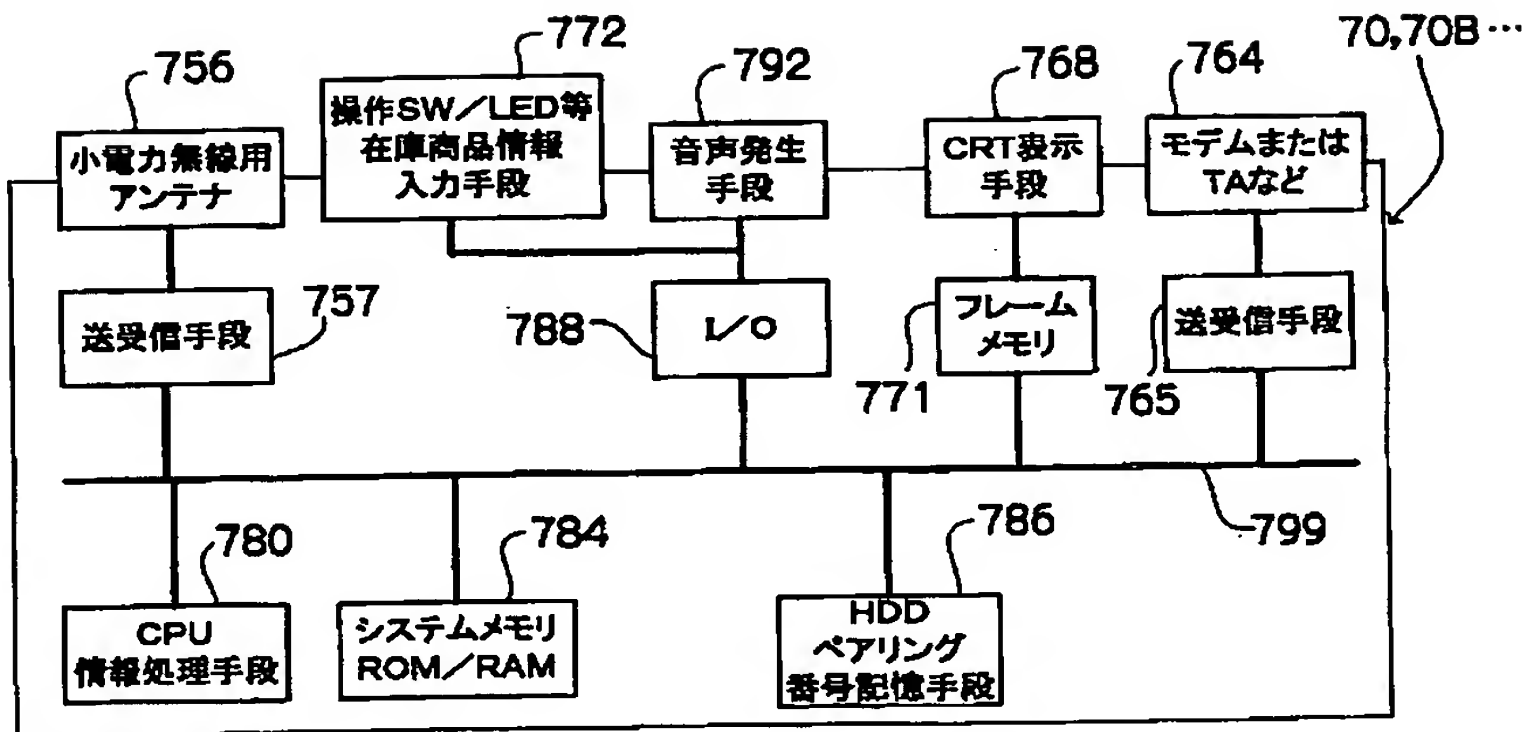 70,70B…
756
772
792
768
764
小電力無線用
アンテナ
操作SW／LED等
在庫商品情報
入力手段
音声発生
手段
CRT表示
手段
モデムまたは
TAなど
送受信手段
757
788
I／O
771
フレーム
メモリ
765
送受信手段
799
780
784
786
CPU
情報処理手段
システムメモリ
ROM／RAM
HDD
ペアリング
番号記憶手段